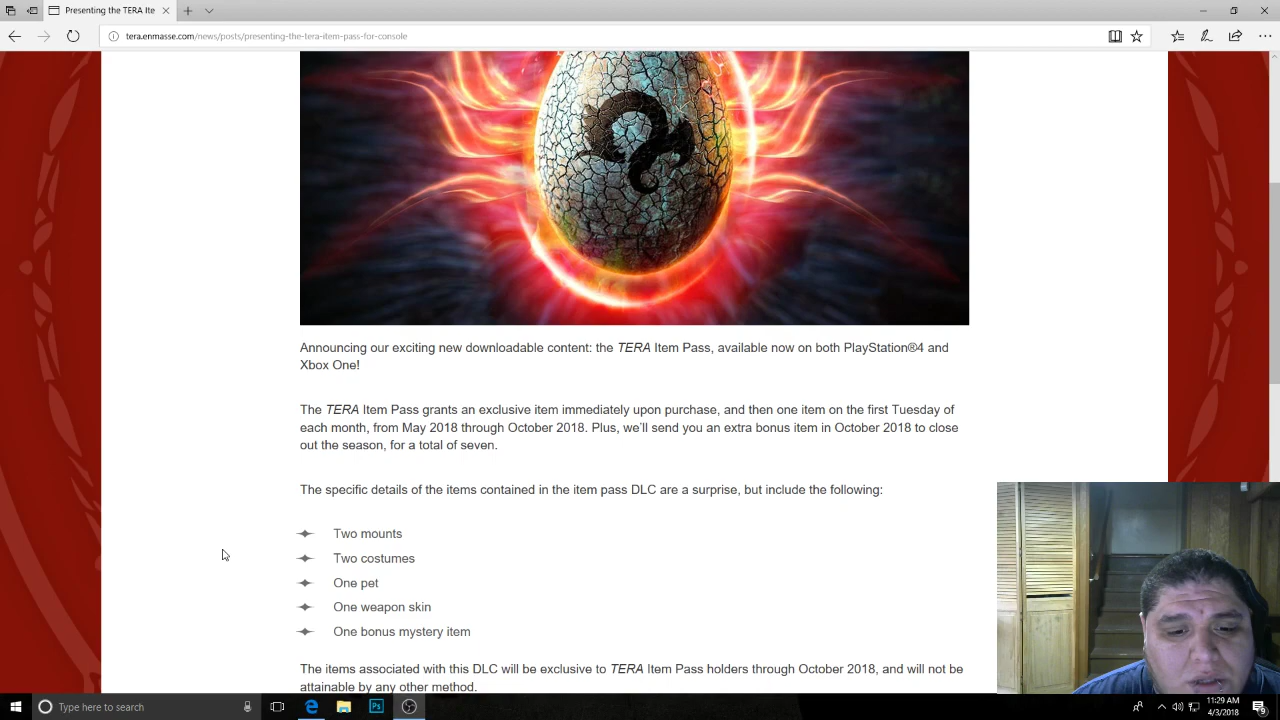 Presenting the TERA Ite
tera.enmasse.com/news/posts/presenting-the-tera-item-pass-for-console
Announcing our exciting new downloadable content: the TERA Item Pass, available now on both PlayStation®4 and
Xbox One!
The TERA Item Pass grants an exclusive item immediately upon purchase, and then one item on the first Tuesday of
each month, from May 2018 through October 2018. Plus, we'll send you an extra bonus item in October 2018 to close
out the season, for a total of seven.
The specific details of the items contained in the item pass DLC are a surprise, but include the following:
Two mounts
Two costumes
One pet
One weapon skin
One bonus mystery item
The items associated with this DLC will be exclusive to TERA Item Pass holders through October 2018, and will not be
attainable by any other method.
Type here to search
Ps
11:29 AM
4/3/2018
9